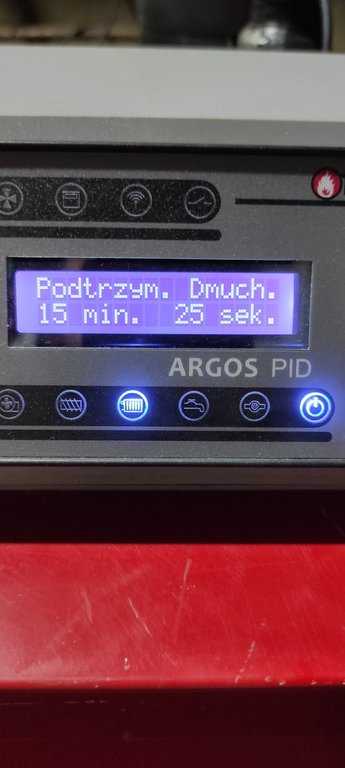 Podtrzym. Dmuch.
15 min. 25 sek.
ARGOS PID